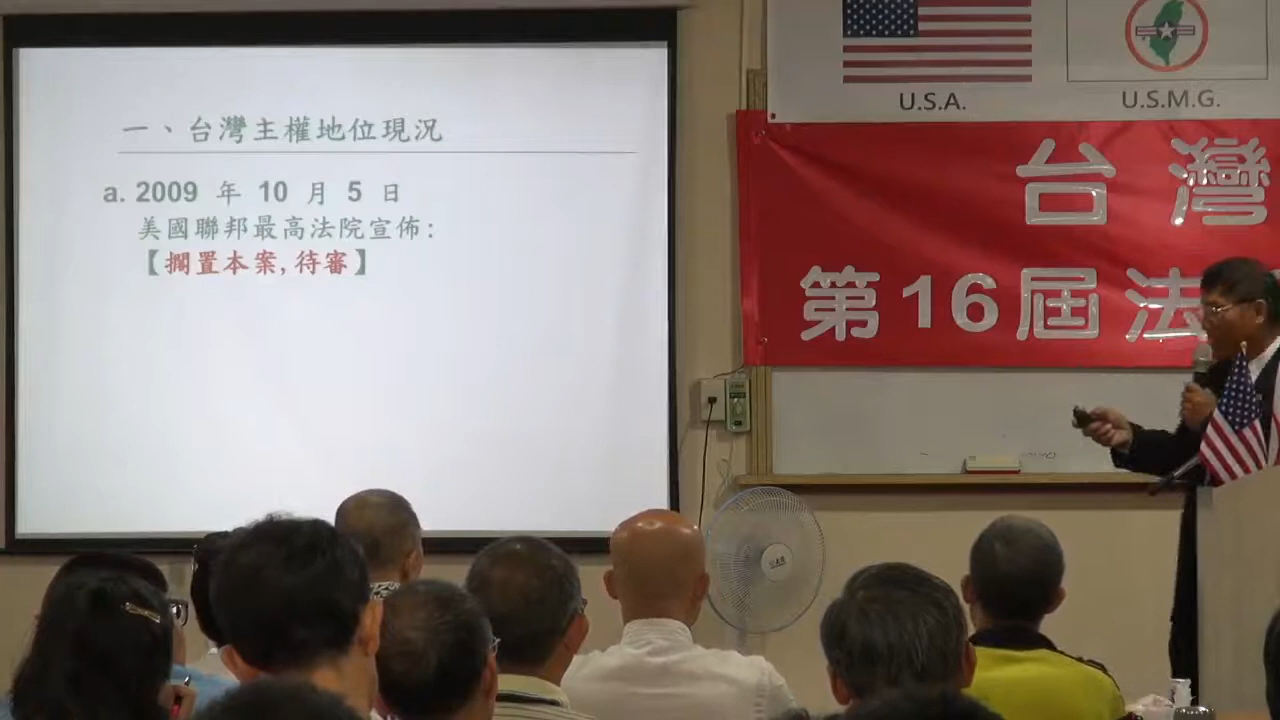 一、台灣主權地位現況
a. 2009 年 10 月 5 日
美國聯邦最高法院宣佈:
【擱置本案,待審】
U.S.A.
U.S.M.G.
台灣
第16屆法